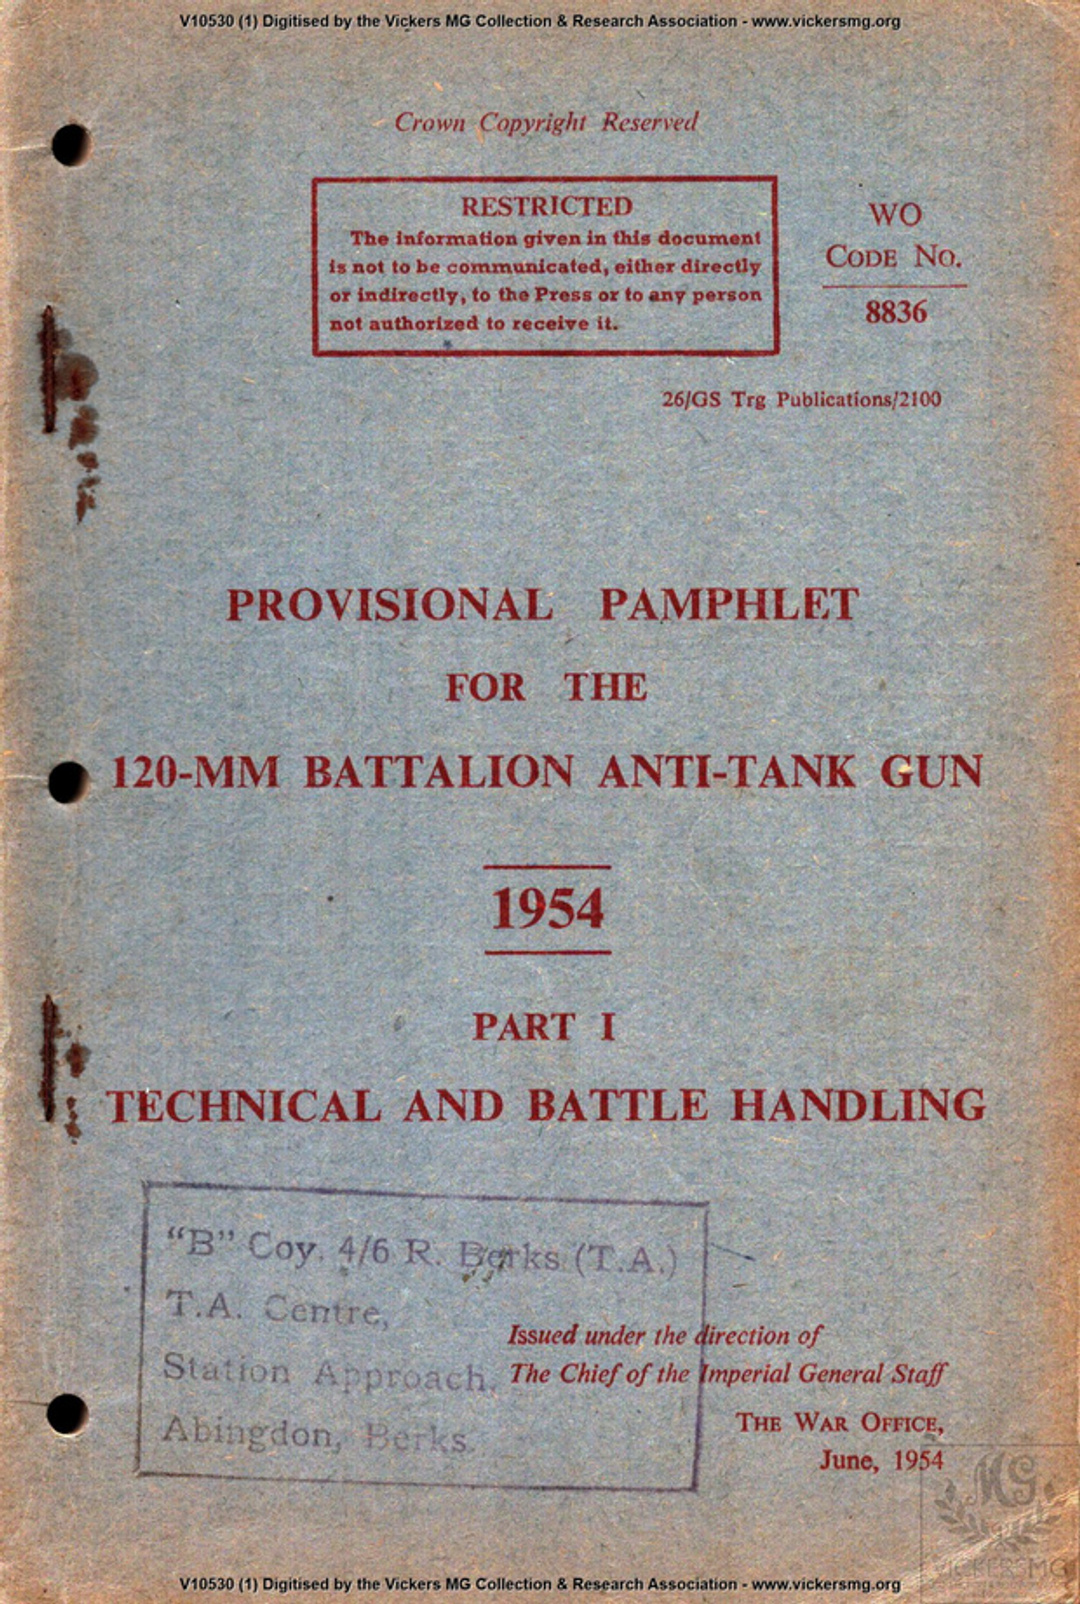 V10530 (1) Digitised by the Vickers MG Collection & Research Association - www.vickersmg.org
Crown Copyright Reserved
RESTRICTED
The information given in this document
is not to be communicated, either directly
or indirectly, to the Press or to any person
not authorized to receive it.
WO
CODE NO.
8836
26/GS Trg Publications/2100
PROVISIONAL PAMPHLET
FOR THE
120-MM BATTALION ANTI-TANK GUN
1954
PART I
TECHNICAL AND BATTLE HANDLING
"B" Coy. 4/6 R. Berks (T.A.)
T.A. Centre,
Station Approach,
Abingdon, Berks.
Issued under the direction of
The Chief of the Imperial General Staff
THE WAR OFFICE,
June, 1954
MG
VICKERS MG
V10530 (1) Digitised by the Vickers MG Collection & Research Association - www.vickersmg.org